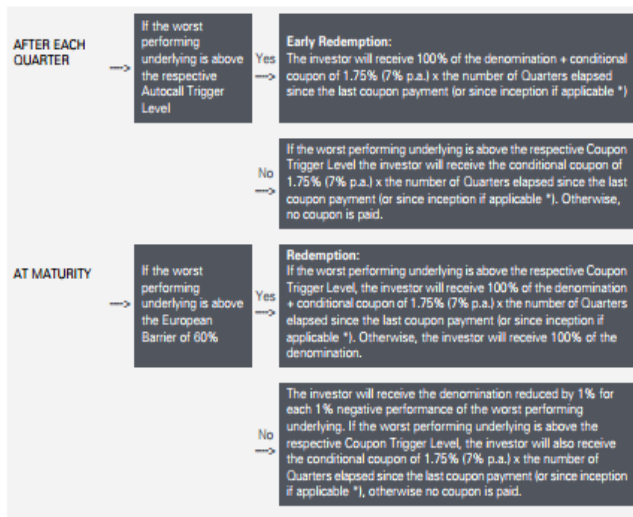 AFTER EACH
QUARTER
--->
If the worst
performing
underlying is above
the respective
Autocall Trigger
Level
Yes
--->
Early Redemption:
The investor will receive 100% of the denomination + conditional
coupon of 1.75% (7% p.a.) x the number of Quarters elapsed
since the last coupon payment (or since inception if applicable *)
No
--->
If the worst performing underlying is above the respective Coupon
Trigger Level the investor will receive the conditional coupon of
1.75% (7% p.a.) x the number of Quarters elapsed since the last
coupon payment (or since inception if applicable *). Otherwise,
no coupon is paid.
AT MATURITY
--->
If the worst
performing
underlying is above
the European
Barrier of 60%
Yes
--->
Redemption:
If the worst performing underlying is above the respective Coupon
Trigger Level, the investor will receive 100% of the denomination
+ conditional coupon of 1.75% (7% p.a.) x the number of Quarters
elapsed since the last coupon payment (or since inception if
applicable *). Otherwise, the investor will receive 100% of the
denomination.
No
--->
The investor will receive the denomination reduced by 1% for
each 1% negative performance of the worst performing
underlying. If the worst performing underlying is above the
respective Coupon Trigger Level, the investor will also receive
the conditional coupon of 1.75% (7% p.a.) x the number of
Quarters elapsed since the last coupon payment (or since inception
if applicable *), otherwise no coupon is paid.